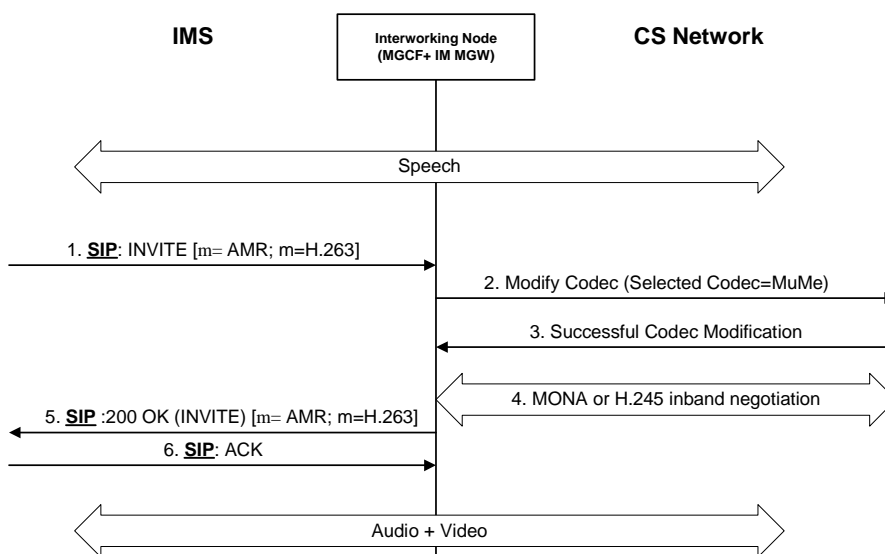 IMS
Interworking Node
(MGCF+ IM MGW)
CS Network
Speech
1. SIP: INVITE [m= AMR; m=H.263]
2. Modify Codec (Selected Codec=MuMe)
3. Successful Codec Modification
4. MONA or H.245 inband negotiation
5. SIP :200 OK (INVITE) [m= AMR; m=H.263]
6. SIP: ACK
Audio + Video